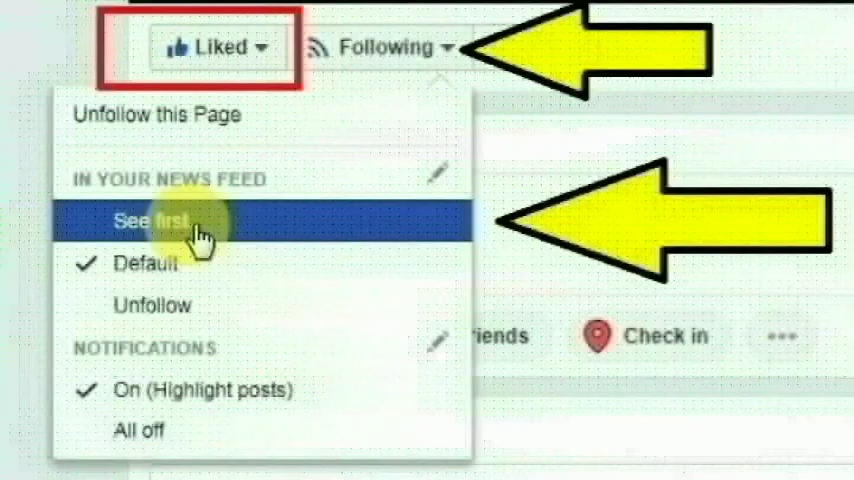 Liked Following
Unfollow this Page
IN YOUR NEWS FEED
See first
Default
Unfollow
NOTIFICATIONS
riends Check in
On (Highlight posts)
All off